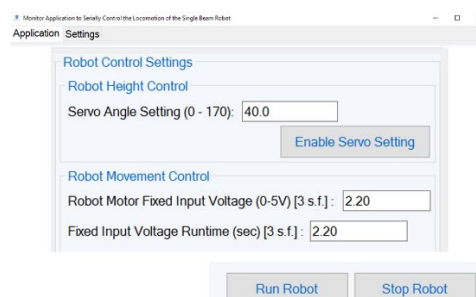 Monitor Application to Serially Control the Locomotion of the Single Beam Robot
Application Settings
Robot Control Settings
Robot Height Control
Servo Angle Setting (0 - 170): 40.0
Enable Servo Setting
Robot Movement Control
Robot Motor Fixed Input Voltage (0-5V) [3 s.f.] : 2.20
Fixed Input Voltage Runtime (sec) [3 s.f.] : 2.20
Run Robot Stop Robot